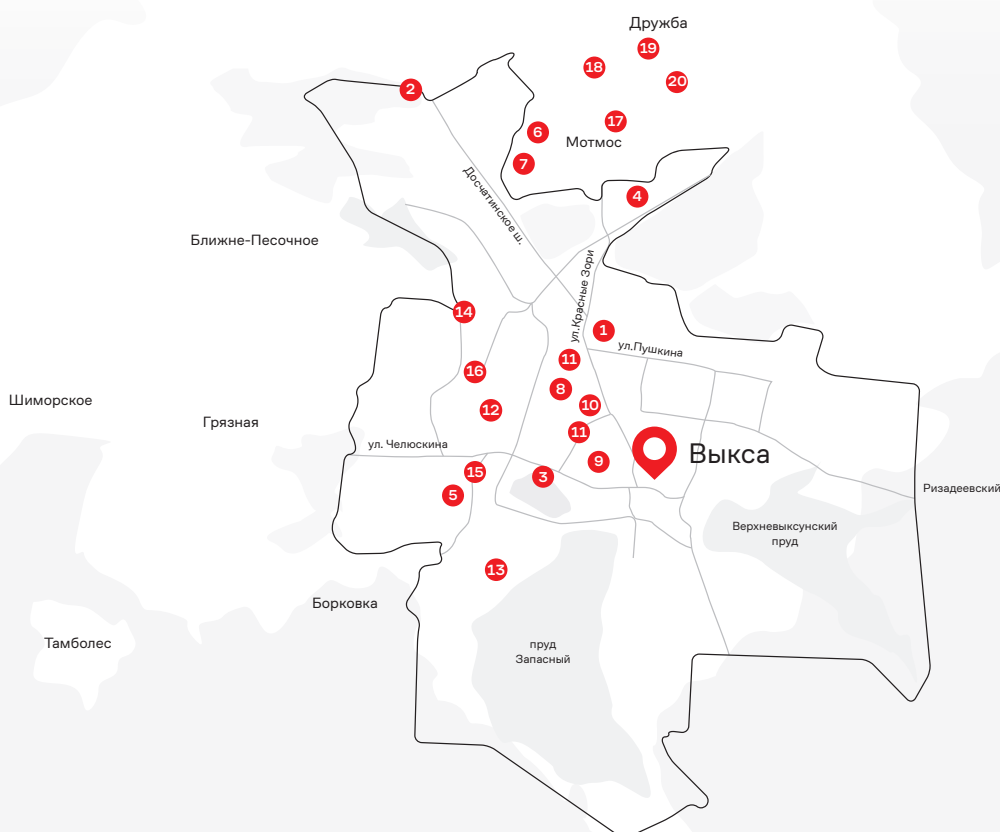 Дружба
19
18
20
2
17
6
Мотмос
7
4
Досчатинское ш.
Ближне-Песочное
ул.Красные Зори
14
1
ул.Пушкина
11
16
8
Шиморское
10
12
Грязная
11
ул. Челюскина
Выкса
9
15
3
5
Ризадеевский
Верхневыксунский
пруд
13
Борковка
Тамболес
пруд
Запасный